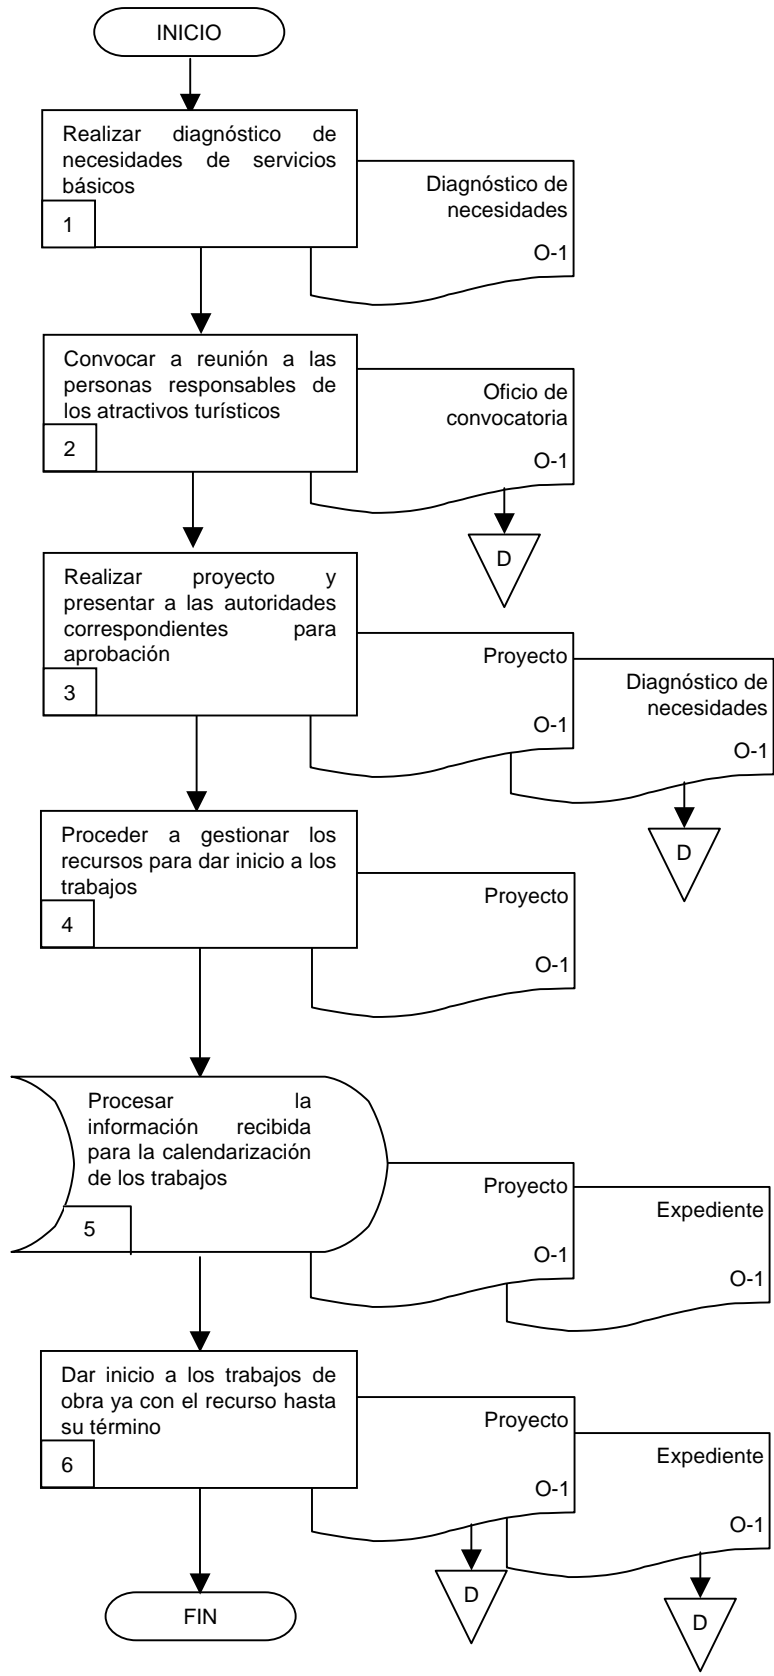 INICIO
Realizar diagnóstico de
necesidades de servicios
básicos
1
Diagnóstico de
necesidades
O-1
Convocar a reunión a las
personas responsables de
los atractivos turísticos
2
Oficio de
convocatoria
O-1
D
Realizar proyecto y
presentar a las autoridades
correspondientes para
aprobación
3
Proyecto
O-1
Diagnóstico de
necesidades
O-1
D
Proceder a gestionar los
recursos para dar inicio a los
trabajos
4
Proyecto
O-1
Procesar la
información recibida
para la calendarización
de los trabajos
5
Proyecto
O-1
Expediente
O-1
Dar inicio a los trabajos de
obra ya con el recurso hasta
su término
6
Proyecto
O-1
Expediente
O-1
D
D
FIN